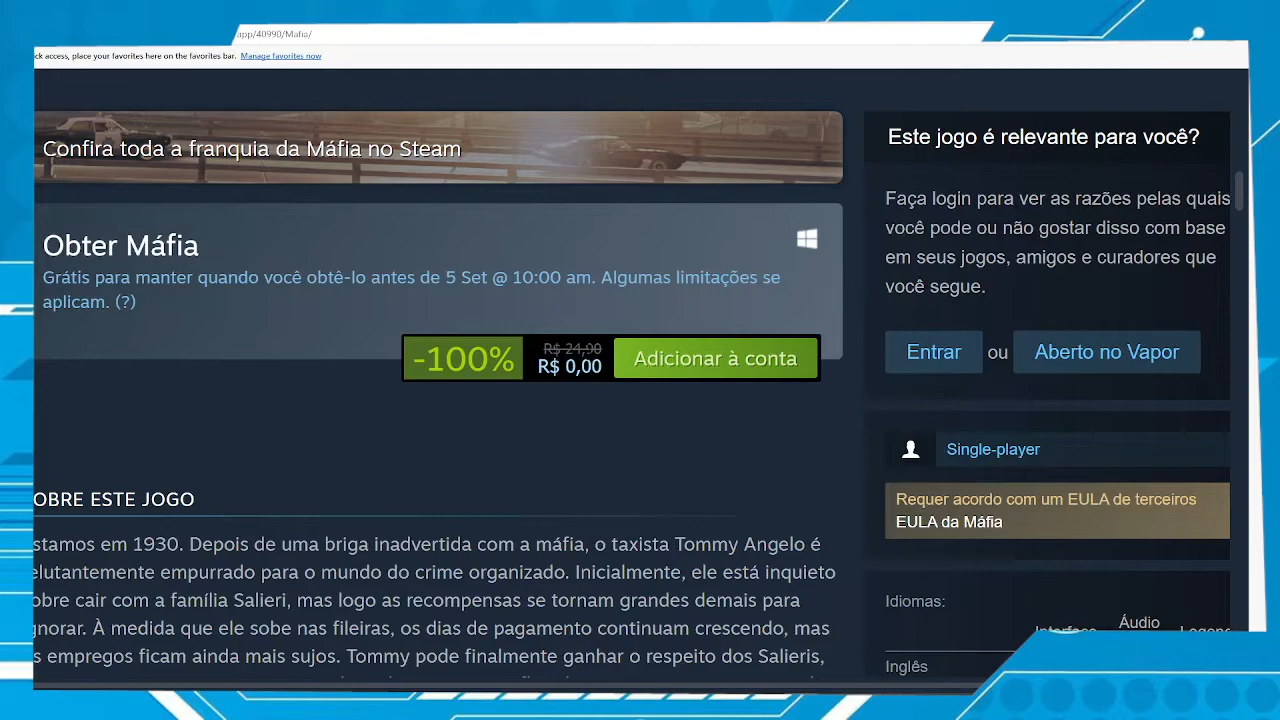 app/40990/Mafia/
ck access, place your favorites here on the favorites bar. Manage favorites now
Confira toda a franquia da Máfia no Steam
Obter Máfia
Grátis para manter quando você obtê-lo antes de 5 Set @ 10:00 am. Algumas limitações se
aplicam. (?)
-100%
R$ 24,90
R$ 0,00
Adicionar à conta
OBRE ESTE JOGO
stamos em 1930. Depois de uma briga inadvertida com a máfia, o taxista Tommy Angelo é
elutantemente empurrado para o mundo do crime organizado. Inicialmente, ele está inquieto
obre cair com a família Salieri, mas logo as recompensas se tornam grandes demais para
gnorar. À medida que ele sobe nas fileiras, os dias de pagamento continuam crescendo, mas
s empregos ficam ainda mais sujos. Tommy pode finalmente ganhar o respeito dos Salieris,
Este jogo é relevante para você?
Faça login para ver as razões pelas quais
você pode ou não gostar disso com base
em seus jogos, amigos e curadores que
você segue.
Entrar ou Aberto no Vapor
Single-player
Requer acordo com um EULA de terceiros
EULA da Máfia
Idiomas:
Interface Áudio
Inglês